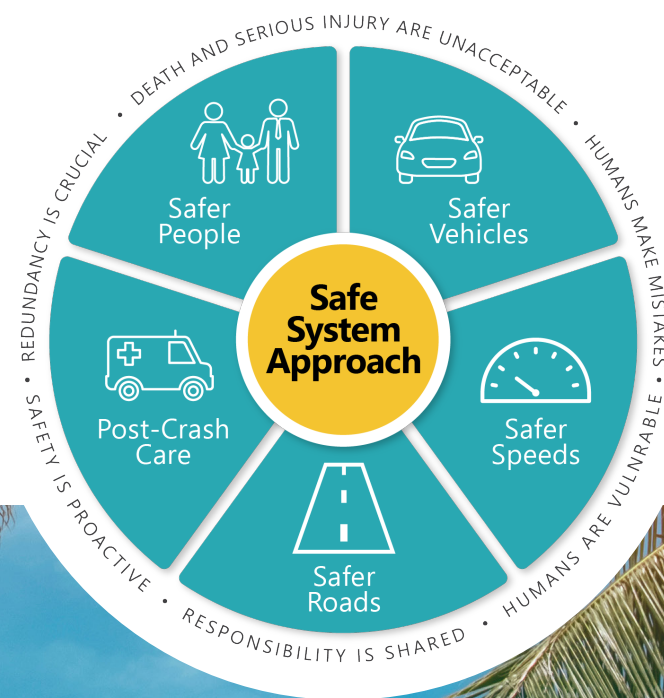 DEATH AND SERIOUS INJURY ARE UNACCEPTABLE •
HUMANS MAKE MISTAKES •
HUMANS ARE VULNRABLE •
RESPONSIBILITY IS SHARED •
SAFETY IS PROACTIVE •
REDUNDANCY IS CRUCIAL •
Safer
People
Safer
Vehicles
Safe
System
Approach
Post-Crash
Care
Safer
Speeds
Safer
Roads